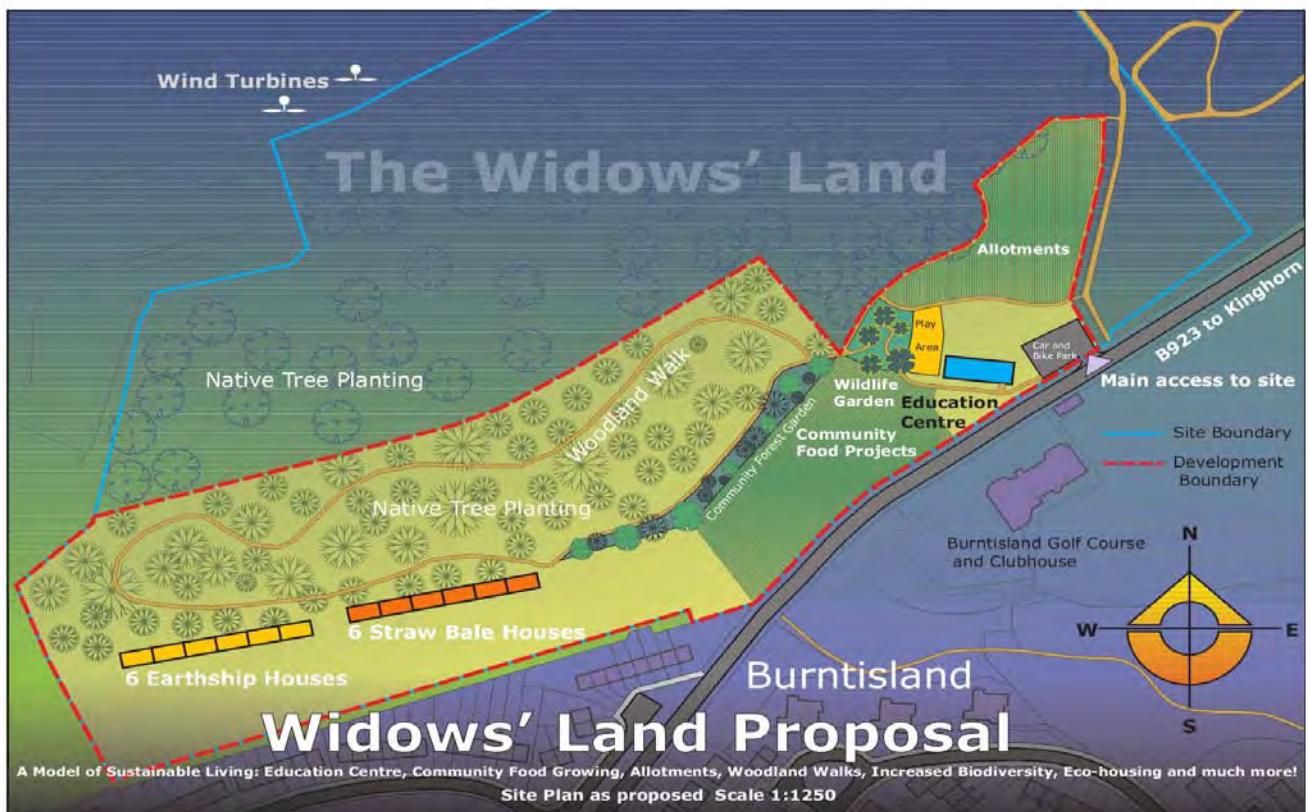 Wind Turbines
The Widows' Land
Allotments
B923 to Kinghorn
Play
Area
Car and
Bike Park
Main access to site
Woodland Walk
Native Tree Planting
Wildlife
Garden
Education
Centre
Community
Food Projects
Community Forest Garden
Site Boundary
Development
Boundary
Native Tree Planting
Burntisland Golf Course
and Clubhouse
N
W
E
S
6 Straw Bale Houses
6 Earthship Houses
Burntisland
Widows' Land Proposal
A Model of Sustainable Living: Education Centre, Community Food Growing, Allotments, Woodland Walks, Increased Biodiversity, Eco-housing and much more!
Site Plan as proposed Scale 1:1250